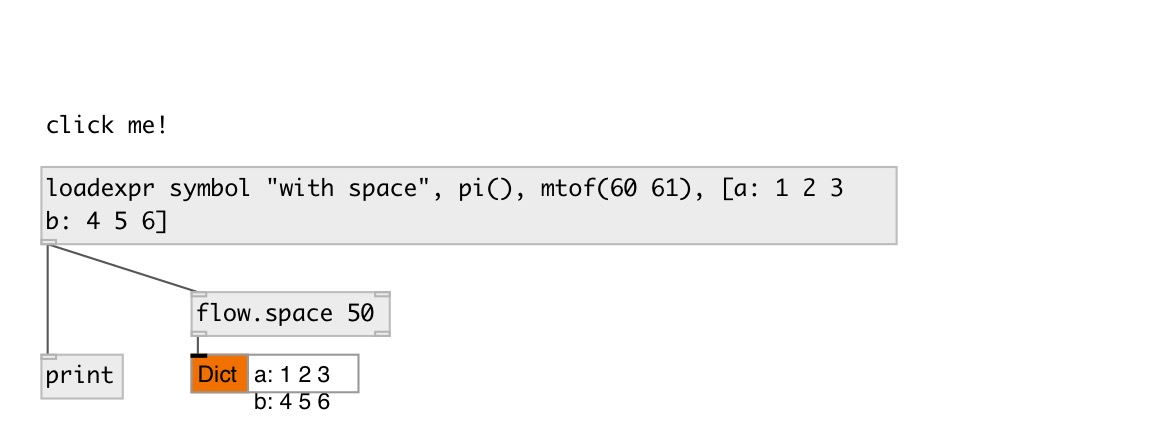 click me!
loadexpr symbol "with space", pi(), mtof(60 61), [a: 1 2 3
b: 4 5 6]
flow.space 50
print
Dict a: 1 2 3
b: 4 5 6